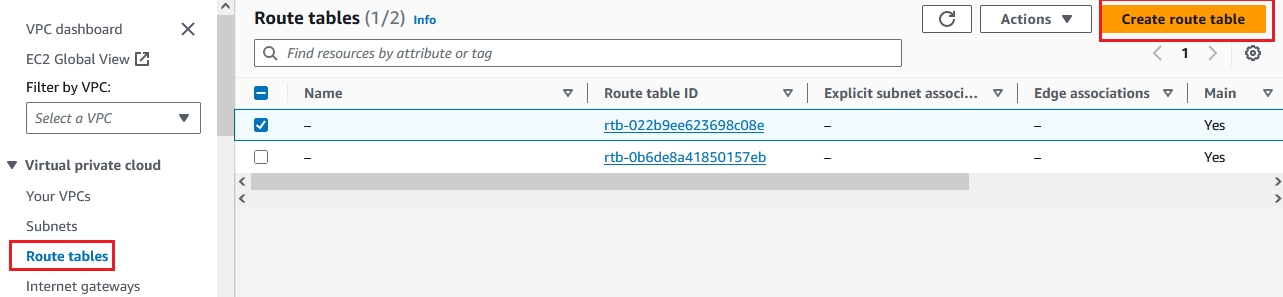 VPC dashboard
EC2 Global View
Filter by VPC:
Select a VPC
Virtual private cloud
Your VPCs
Subnets
Route tables
Internet gateways
Route tables (1/2) Info
Actions
Create route table
Find resources by attribute or tag
1
Name Route table ID Explicit subnet associ... Edge associations Main
– rtb-022b9ee623698c08e – – Yes
– rtb-0b6de8a41850157eb – – Yes